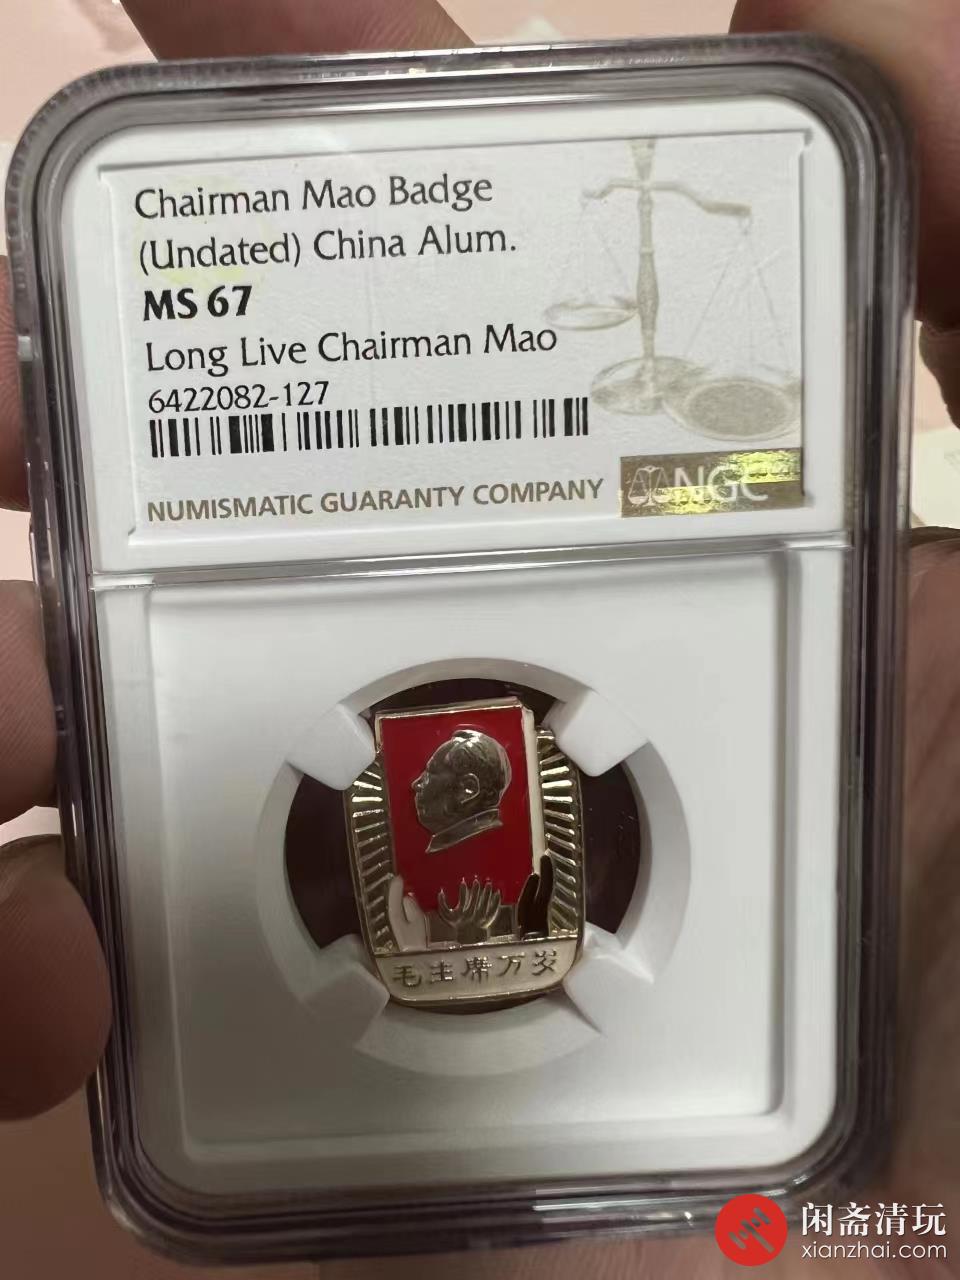 Chairman Mao Badge
(Undated) China Alum.
MS 67
Long Live Chairman Mao
6422082-127
NUMISMATIC GUARANTY COMPANY
NGC
毛主席万岁
闲斋清玩
xianzhai.com